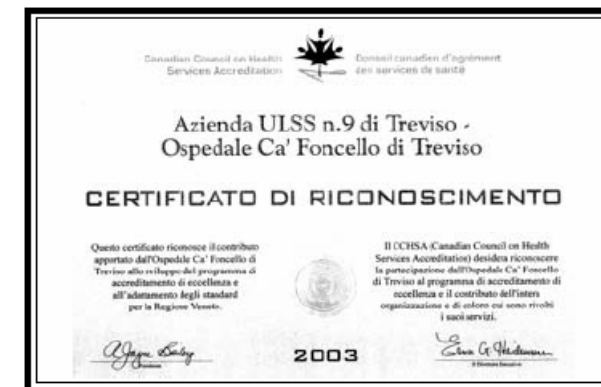 Canadian Council on Health
Services Accreditation
Conseil canadien d'agrément
des services de santé
Azienda ULSS n.9 di Treviso -
Ospedale Ca' Foncello di Treviso
CERTIFICATO DI RICONOSCIMENTO
Questo certificato riconosce il contributo
apportato dall'Ospedale Ca' Foncello di
Treviso allo sviluppo del programma di
accreditamento di eccellenza e
all'adattamento degli standard
per la Regione Veneto.
Il CCHSA (Canadian Council on Health
Services Accreditation) desidera riconoscere
la partecipazione dall'Ospedale Ca' Foncello
di Treviso al programma di accreditamento di
eccellenza e il contributo dell'intera
organizzazione e di coloro cui sono rivolti
i suoi servizi.
2003